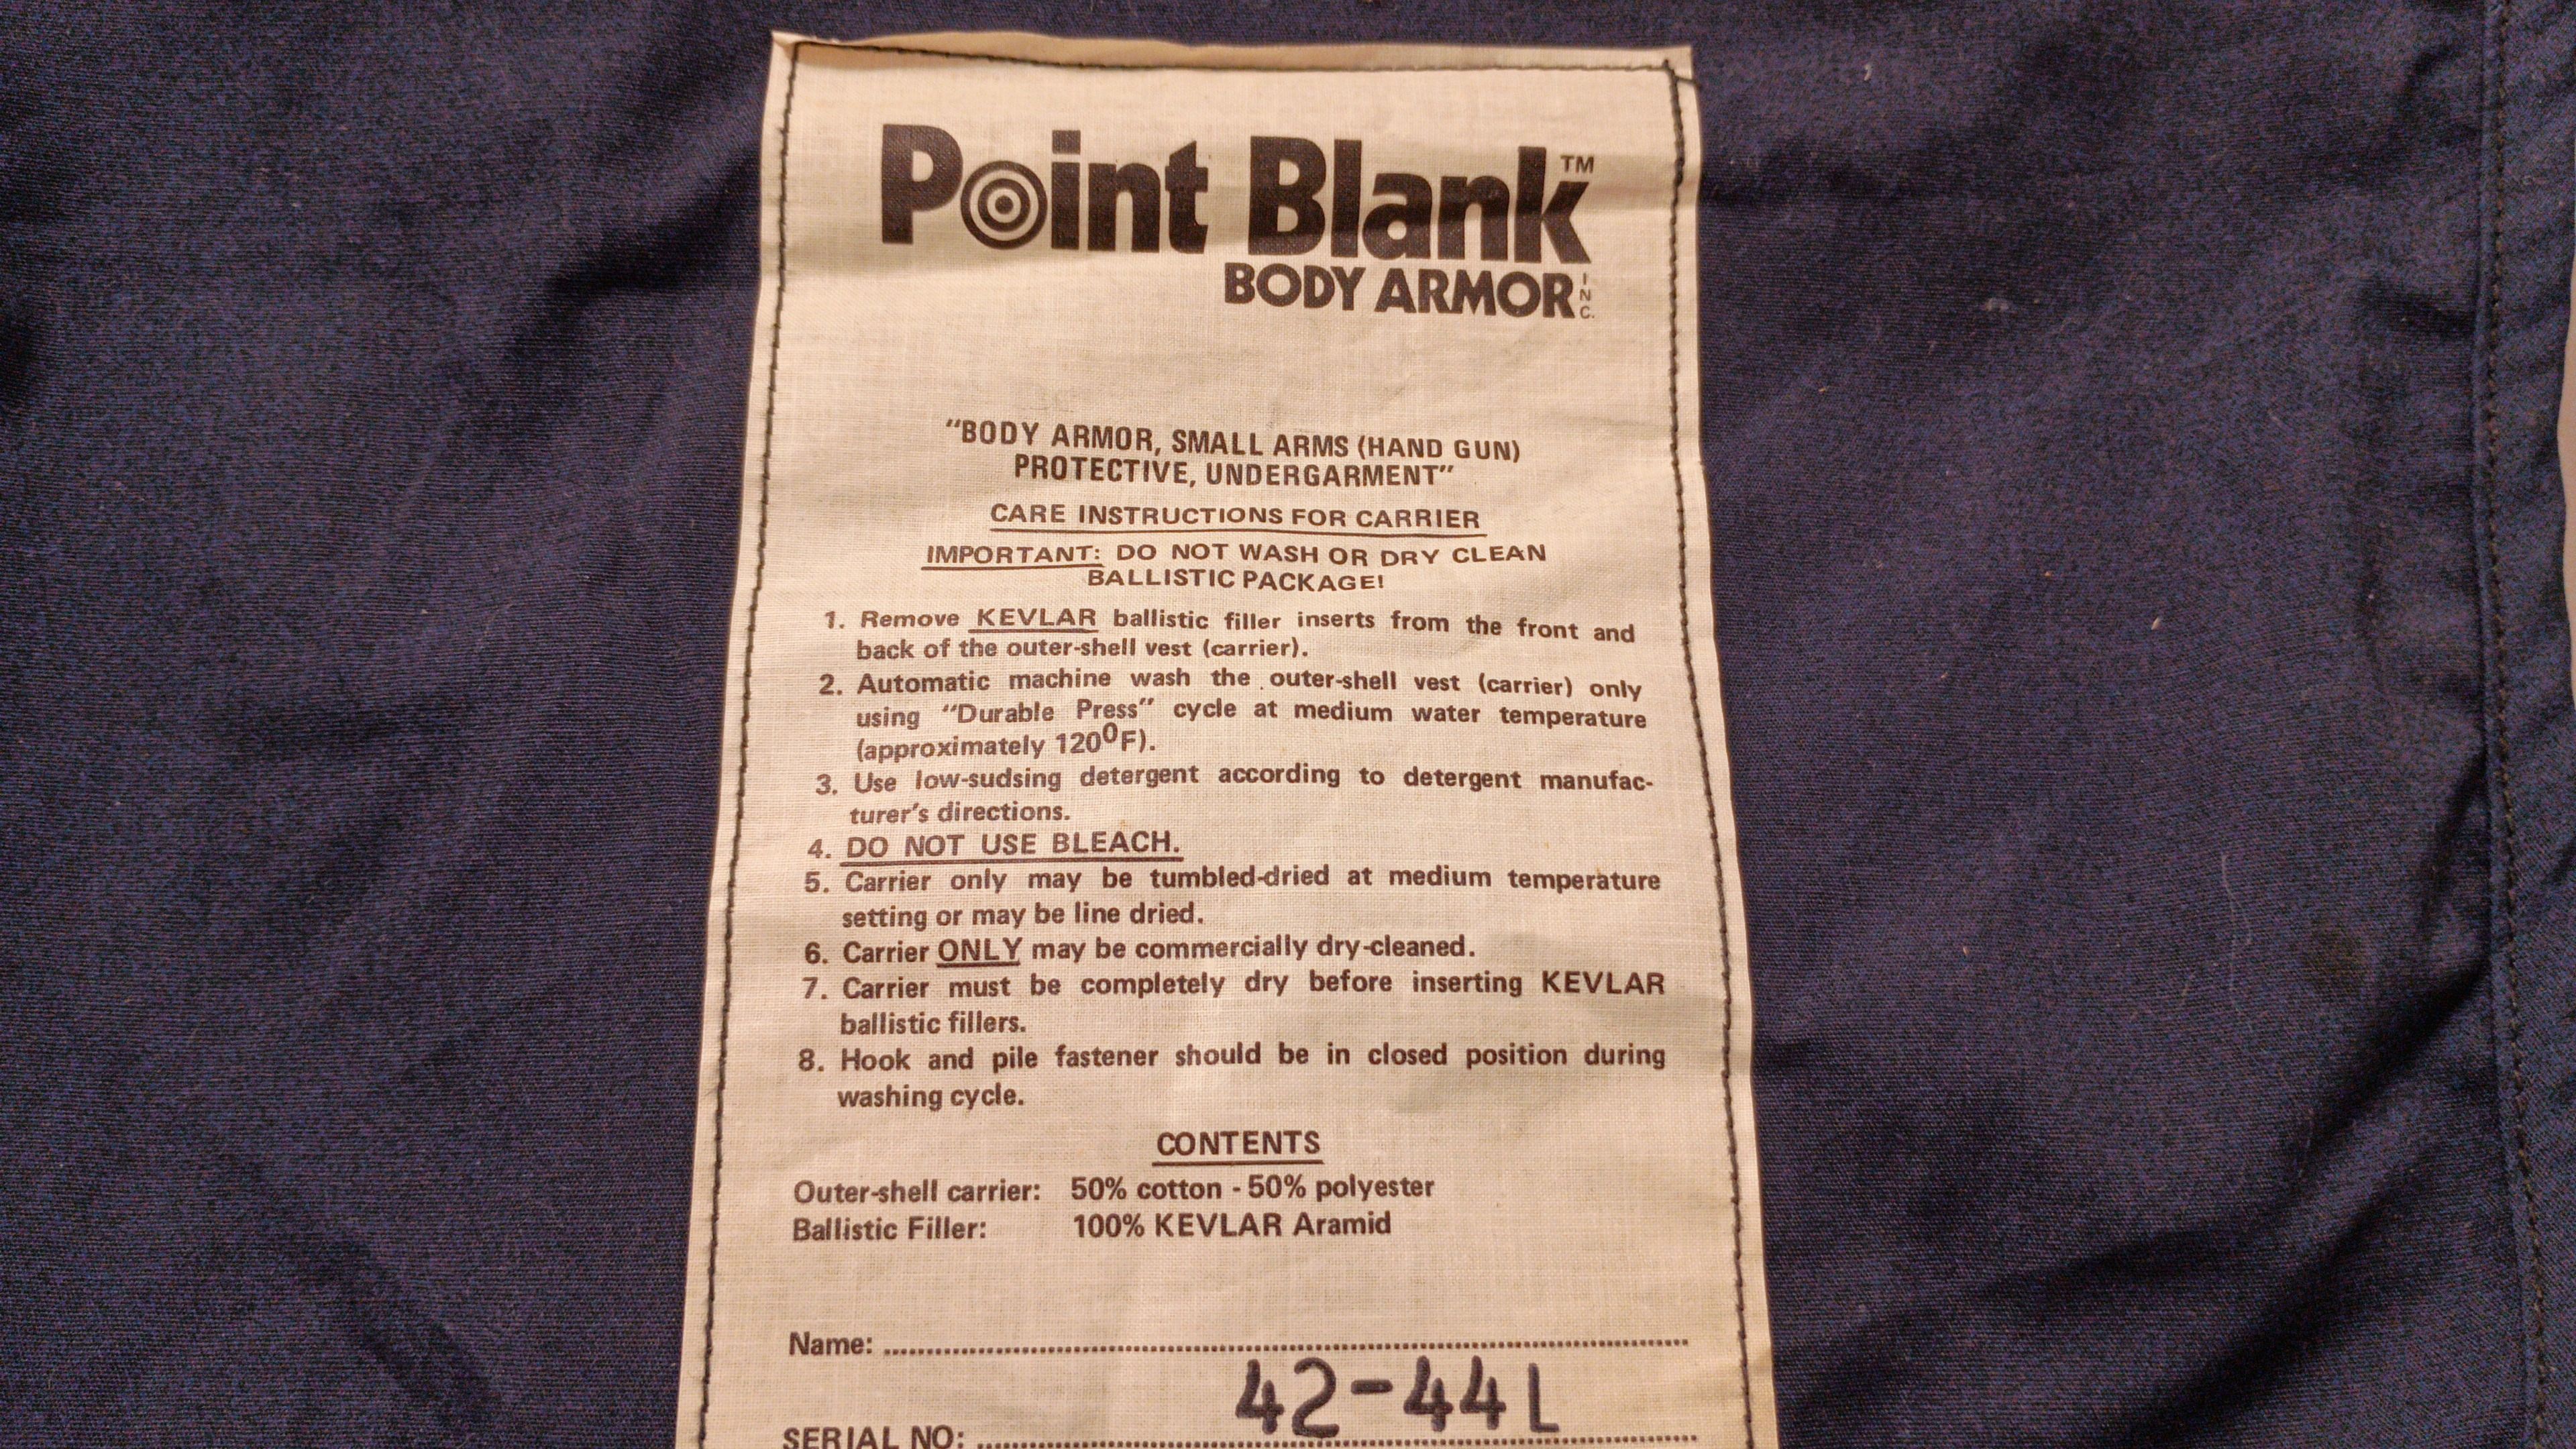 Point Blank™
BODY ARMOR INC.
"BODY ARMOR, SMALL ARMS (HAND GUN)
PROTECTIVE, UNDERGARMENT"
CARE INSTRUCTIONS FOR CARRIER
IMPORTANT: DO NOT WASH OR DRY CLEAN
BALLISTIC PACKAGE!
1. Remove KEVLAR ballistic filler inserts from the front and
back of the outer-shell vest (carrier).
2. Automatic machine wash the outer-shell vest (carrier) only
using "Durable Press" cycle at medium water temperature
(approximately 120⁰F).
3. Use low-sudsing detergent according to detergent manufac-
turer's directions.
4. DO NOT USE BLEACH.
5. Carrier only may be tumbled-dried at medium temperature
setting or may be line dried.
6. Carrier ONLY may be commercially dry-cleaned.
7. Carrier must be completely dry before inserting KEVLAR
ballistic fillers.
8. Hook and pile fastener should be in closed position during
washing cycle.
CONTENTS
Outer-shell carrier: 50% cotton - 50% polyester
Ballistic Filler: 100% KEVLAR Aramid
Name:
42-44L
SERIAL NO: